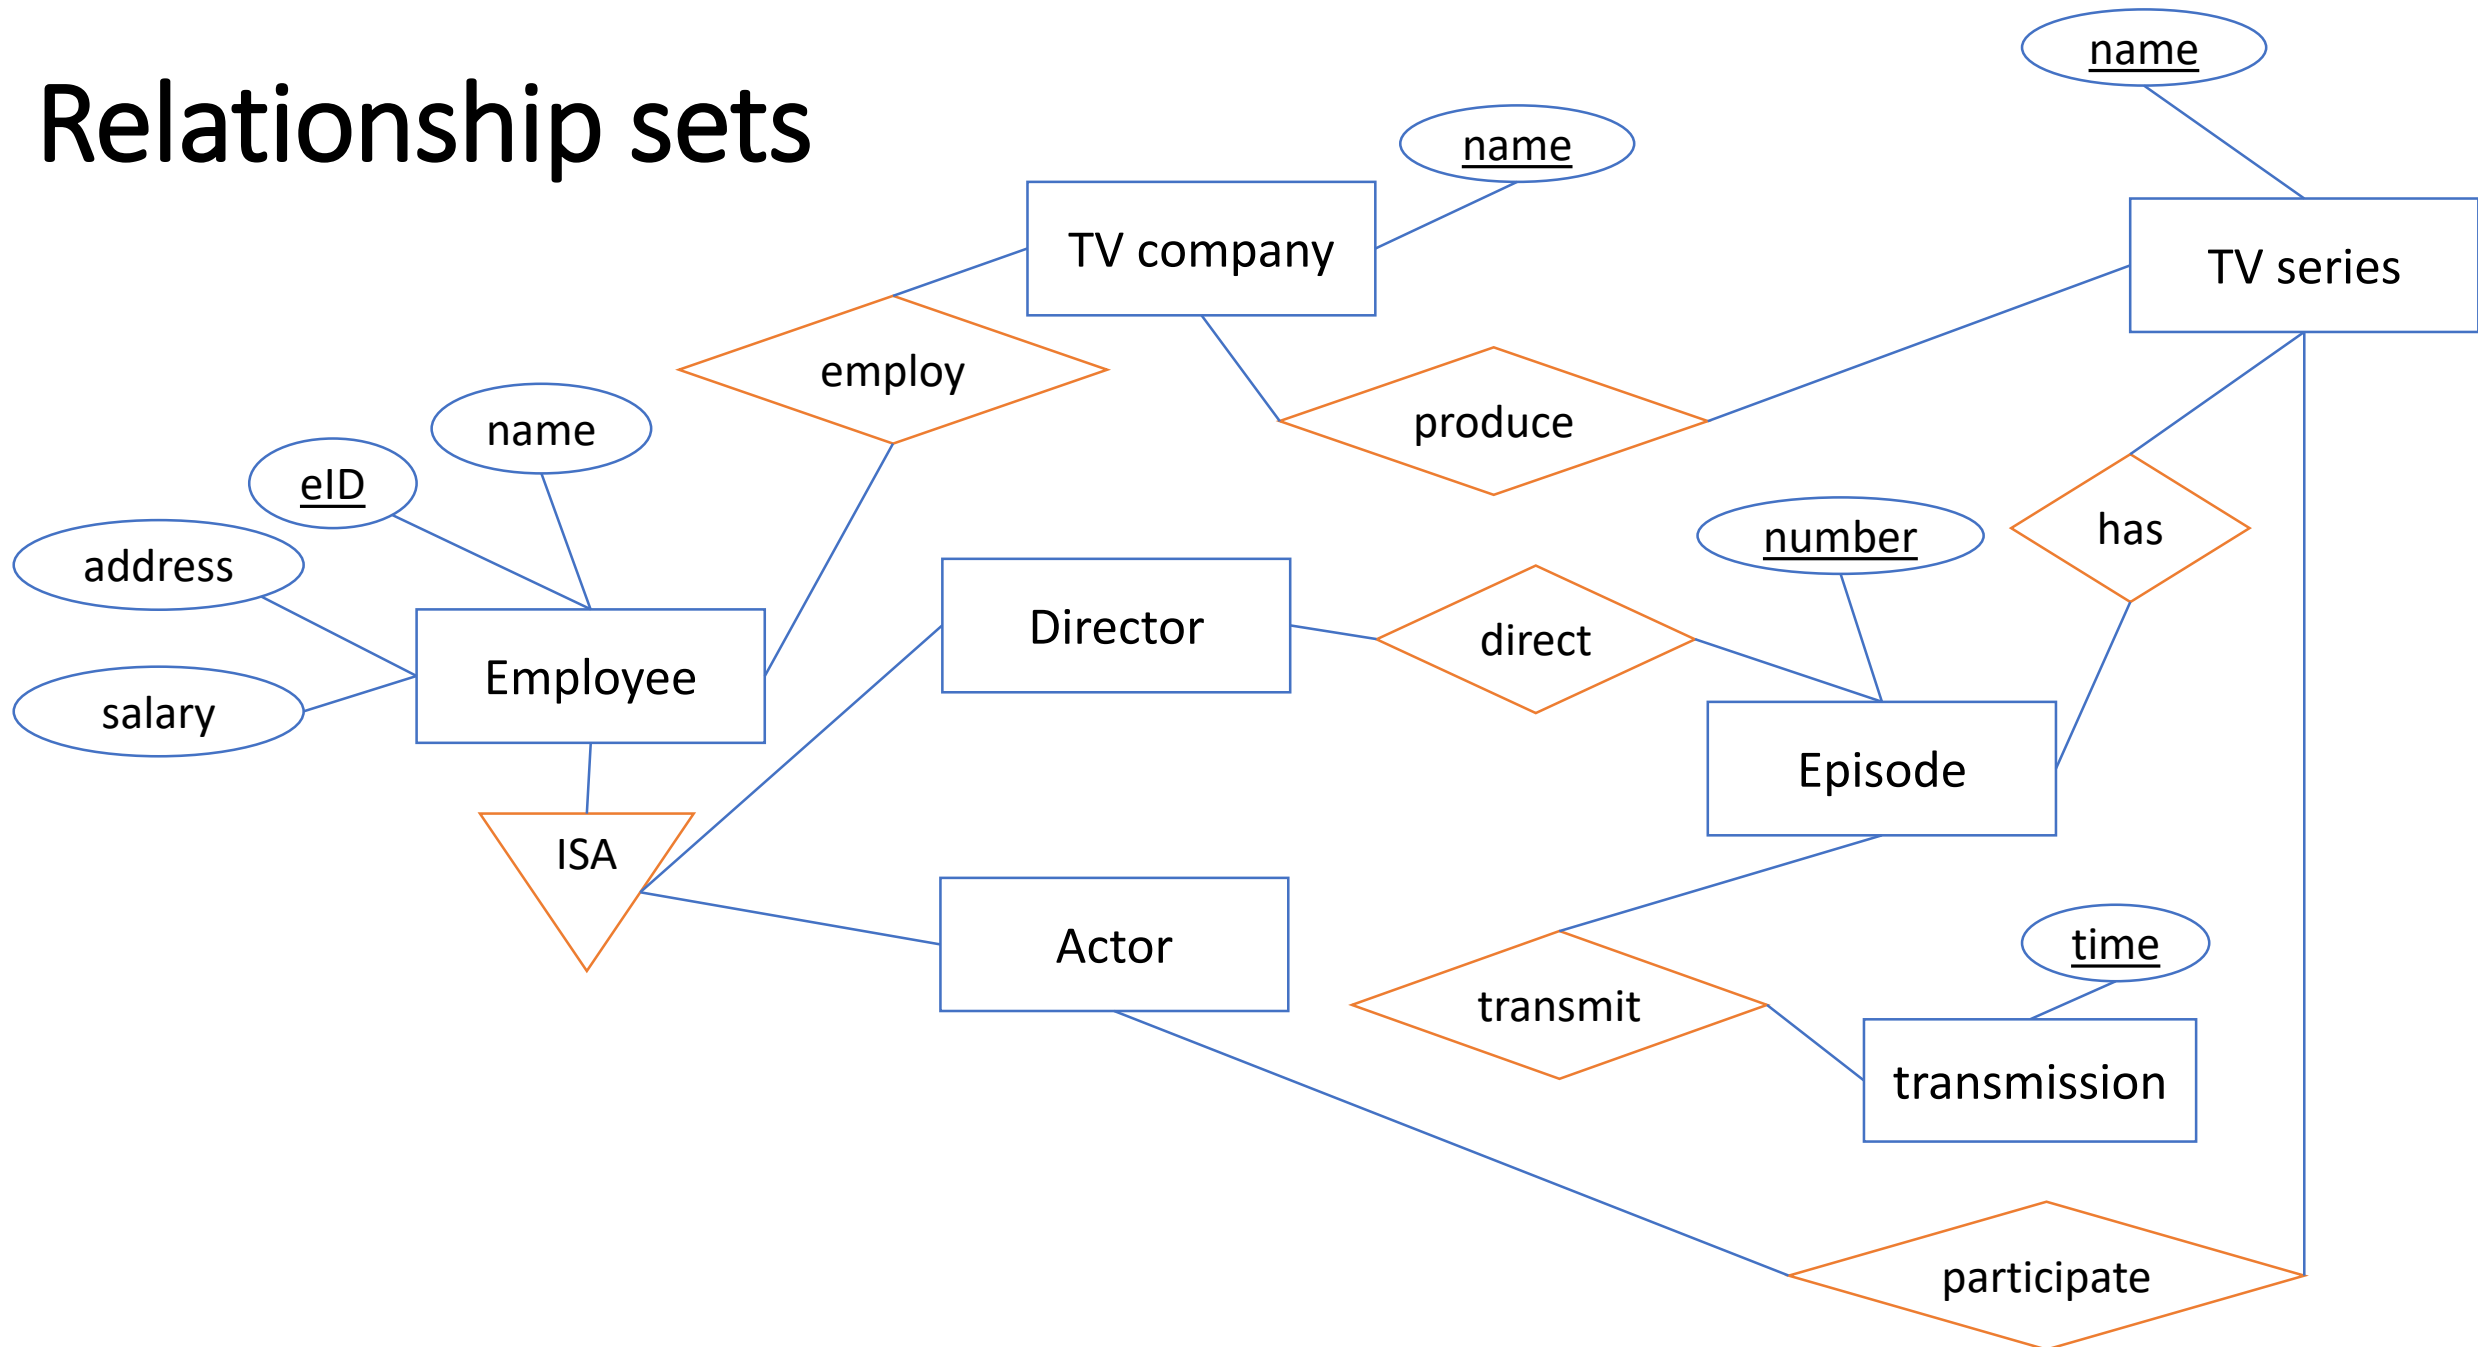 Relationship sets
name
name
TV company
TV series
employ
produce
name
eID
address
salary
Employee
ISA
Director
direct
number
has
Episode
Actor
transmit
time
transmission
participate